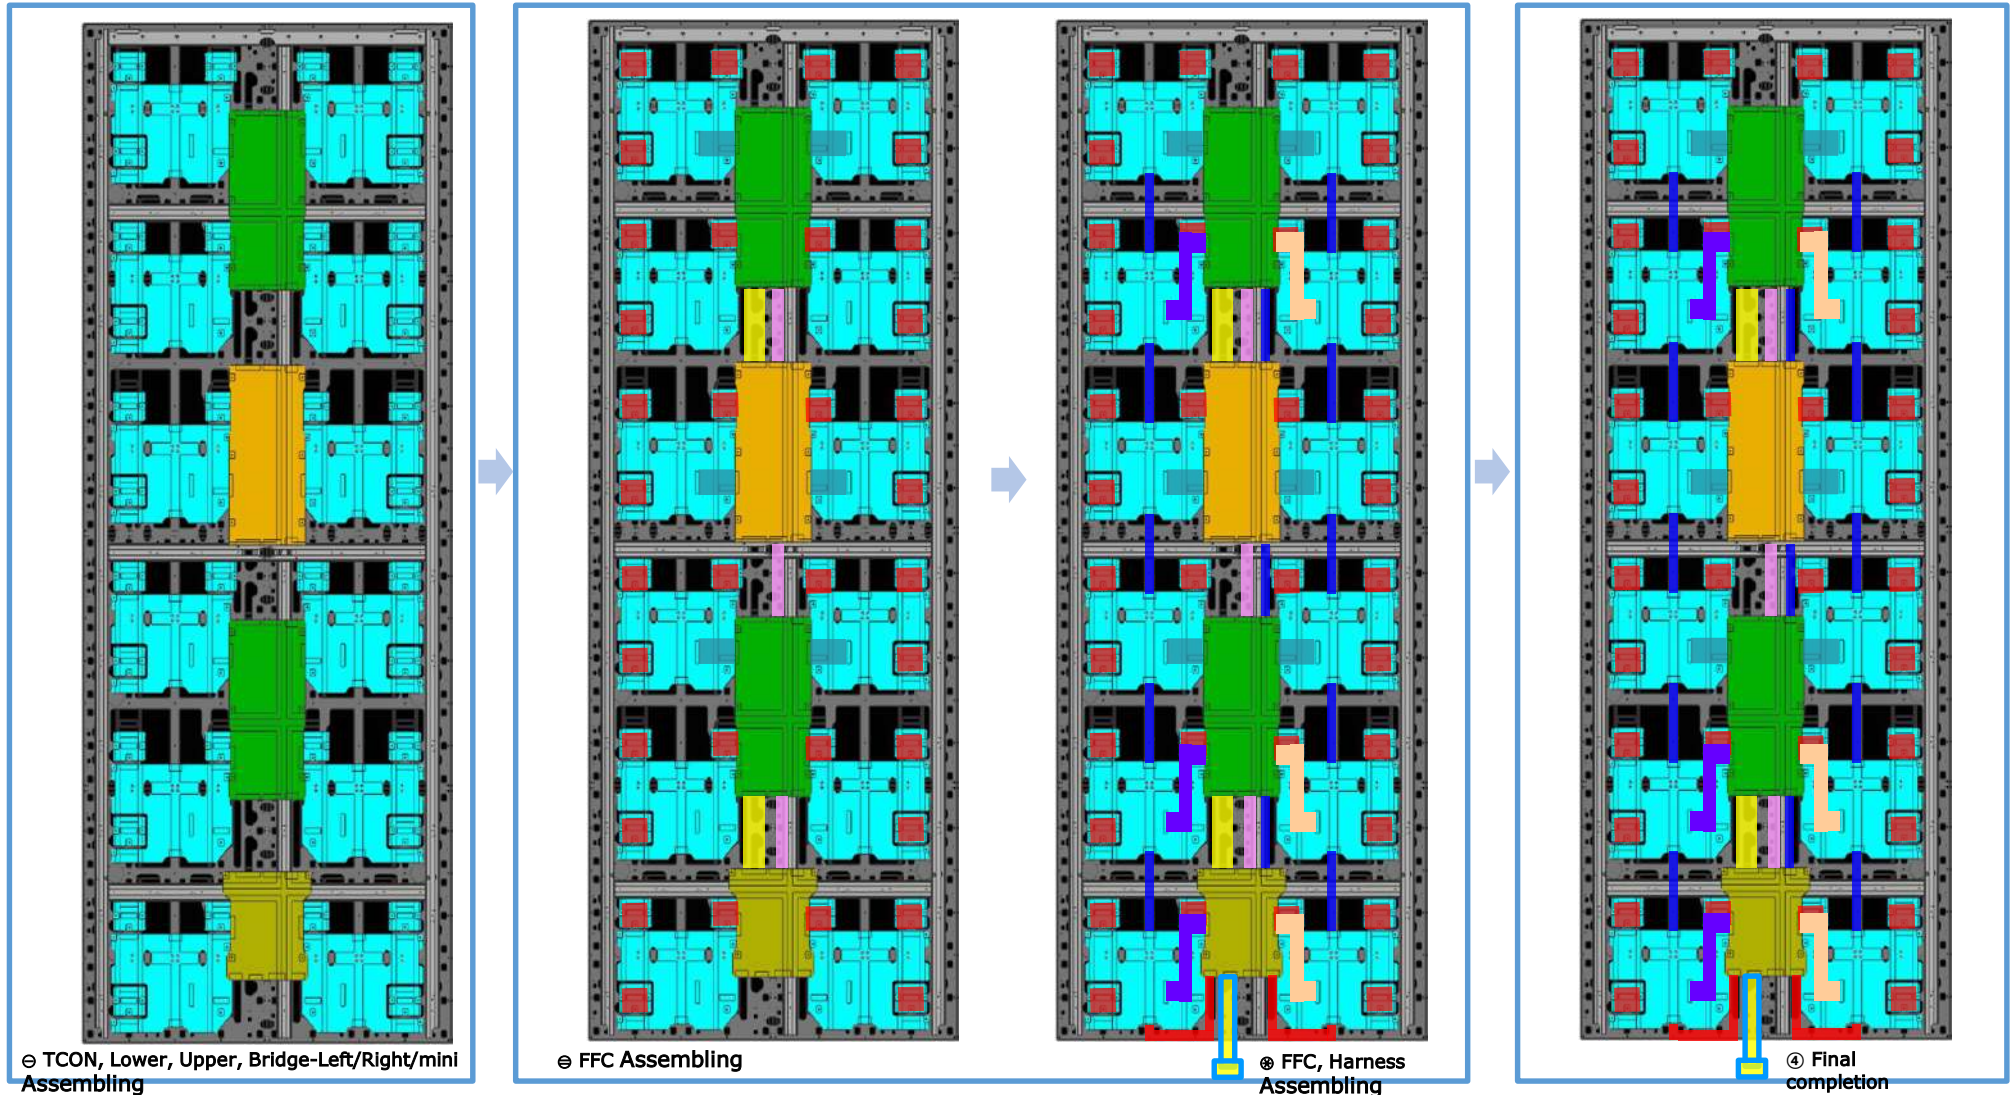 ⊖ TCON, Lower, Upper, Bridge-Left/Right/mini
Assembling
⊜ FFC Assembling
⊛ FFC, Harness
Assembling
④ Final
completion